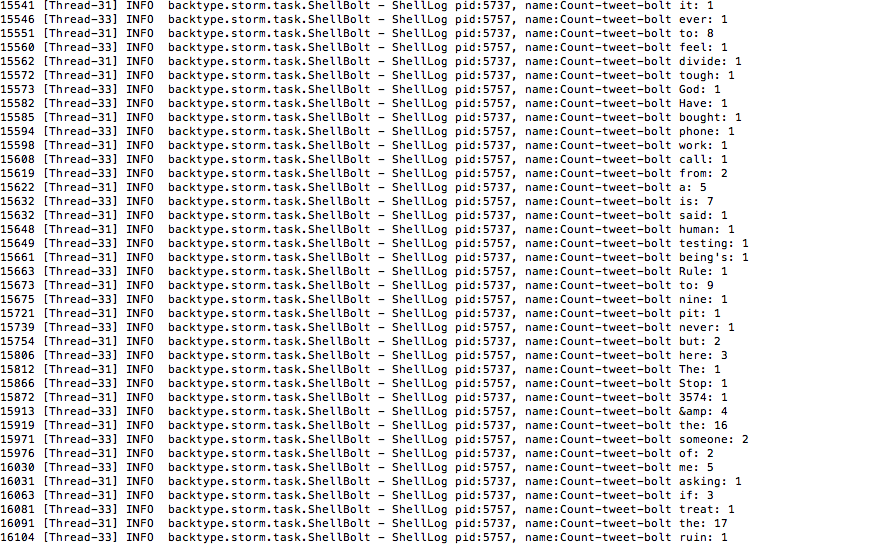 15541 [Thread-31] INFO  backtype.storm.task.ShellBolt - ShellLog pid:5737, name:Count-tweet-bolt it: 1
15546 [Thread-33] INFO  backtype.storm.task.ShellBolt - ShellLog pid:5757, name:Count-tweet-bolt ever: 1
15551 [Thread-31] INFO  backtype.storm.task.ShellBolt - ShellLog pid:5737, name:Count-tweet-bolt to: 8
15560 [Thread-33] INFO  backtype.storm.task.ShellBolt - ShellLog pid:5757, name:Count-tweet-bolt feel: 1
15562 [Thread-31] INFO  backtype.storm.task.ShellBolt - ShellLog pid:5737, name:Count-tweet-bolt divide: 1
15572 [Thread-31] INFO  backtype.storm.task.ShellBolt - ShellLog pid:5737, name:Count-tweet-bolt tough: 1
15573 [Thread-33] INFO  backtype.storm.task.ShellBolt - ShellLog pid:5757, name:Count-tweet-bolt God: 1
15582 [Thread-33] INFO  backtype.storm.task.ShellBolt - ShellLog pid:5757, name:Count-tweet-bolt Have: 1
15585 [Thread-31] INFO  backtype.storm.task.ShellBolt - ShellLog pid:5737, name:Count-tweet-bolt bought: 1
15594 [Thread-33] INFO  backtype.storm.task.ShellBolt - ShellLog pid:5757, name:Count-tweet-bolt phone: 1
15598 [Thread-31] INFO  backtype.storm.task.ShellBolt - ShellLog pid:5737, name:Count-tweet-bolt work: 1
15608 [Thread-33] INFO  backtype.storm.task.ShellBolt - ShellLog pid:5757, name:Count-tweet-bolt call: 1
15619 [Thread-33] INFO  backtype.storm.task.ShellBolt - ShellLog pid:5757, name:Count-tweet-bolt from: 2
15622 [Thread-31] INFO  backtype.storm.task.ShellBolt - ShellLog pid:5737, name:Count-tweet-bolt a: 5
15632 [Thread-31] INFO  backtype.storm.task.ShellBolt - ShellLog pid:5737, name:Count-tweet-bolt is: 7
15632 [Thread-33] INFO  backtype.storm.task.ShellBolt - ShellLog pid:5757, name:Count-tweet-bolt said: 1
15648 [Thread-31] INFO  backtype.storm.task.ShellBolt - ShellLog pid:5737, name:Count-tweet-bolt human: 1
15649 [Thread-33] INFO  backtype.storm.task.ShellBolt - ShellLog pid:5757, name:Count-tweet-bolt testing: 1
15661 [Thread-33] INFO  backtype.storm.task.ShellBolt - ShellLog pid:5757, name:Count-tweet-bolt being's: 1
15663 [Thread-31] INFO  backtype.storm.task.ShellBolt - ShellLog pid:5737, name:Count-tweet-bolt Rule: 1
15673 [Thread-31] INFO  backtype.storm.task.ShellBolt - ShellLog pid:5737, name:Count-tweet-bolt to: 9
15675 [Thread-33] INFO  backtype.storm.task.ShellBolt - ShellLog pid:5757, name:Count-tweet-bolt nine: 1
15721 [Thread-31] INFO  backtype.storm.task.ShellBolt - ShellLog pid:5737, name:Count-tweet-bolt pit: 1
15739 [Thread-33] INFO  backtype.storm.task.ShellBolt - ShellLog pid:5757, name:Count-tweet-bolt never: 1
15754 [Thread-31] INFO  backtype.storm.task.ShellBolt - ShellLog pid:5737, name:Count-tweet-bolt but: 2
15806 [Thread-33] INFO  backtype.storm.task.ShellBolt - ShellLog pid:5757, name:Count-tweet-bolt here: 3
15812 [Thread-31] INFO  backtype.storm.task.ShellBolt - ShellLog pid:5737, name:Count-tweet-bolt The: 1
15866 [Thread-33] INFO  backtype.storm.task.ShellBolt - ShellLog pid:5757, name:Count-tweet-bolt Stop: 1
15872 [Thread-31] INFO  backtype.storm.task.ShellBolt - ShellLog pid:5737, name:Count-tweet-bolt 3574: 1
15913 [Thread-33] INFO  backtype.storm.task.ShellBolt - ShellLog pid:5757, name:Count-tweet-bolt &amp: 4
15919 [Thread-31] INFO  backtype.storm.task.ShellBolt - ShellLog pid:5737, name:Count-tweet-bolt the: 16
15971 [Thread-33] INFO  backtype.storm.task.ShellBolt - ShellLog pid:5757, name:Count-tweet-bolt someone: 2
15976 [Thread-31] INFO  backtype.storm.task.ShellBolt - ShellLog pid:5737, name:Count-tweet-bolt of: 2
16030 [Thread-33] INFO  backtype.storm.task.ShellBolt - ShellLog pid:5757, name:Count-tweet-bolt me: 5
16031 [Thread-31] INFO  backtype.storm.task.ShellBolt - ShellLog pid:5737, name:Count-tweet-bolt asking: 1
16063 [Thread-31] INFO  backtype.storm.task.ShellBolt - ShellLog pid:5737, name:Count-tweet-bolt if: 3
16081 [Thread-33] INFO  backtype.storm.task.ShellBolt - ShellLog pid:5757, name:Count-tweet-bolt treat: 1
16091 [Thread-31] INFO  backtype.storm.task.ShellBolt - ShellLog pid:5737, name:Count-tweet-bolt the: 17
16104 [Thread-33] INFO  backtype.storm.task.ShellBolt - ShellLog pid:5757, name:Count-tweet-bolt ruin: 1